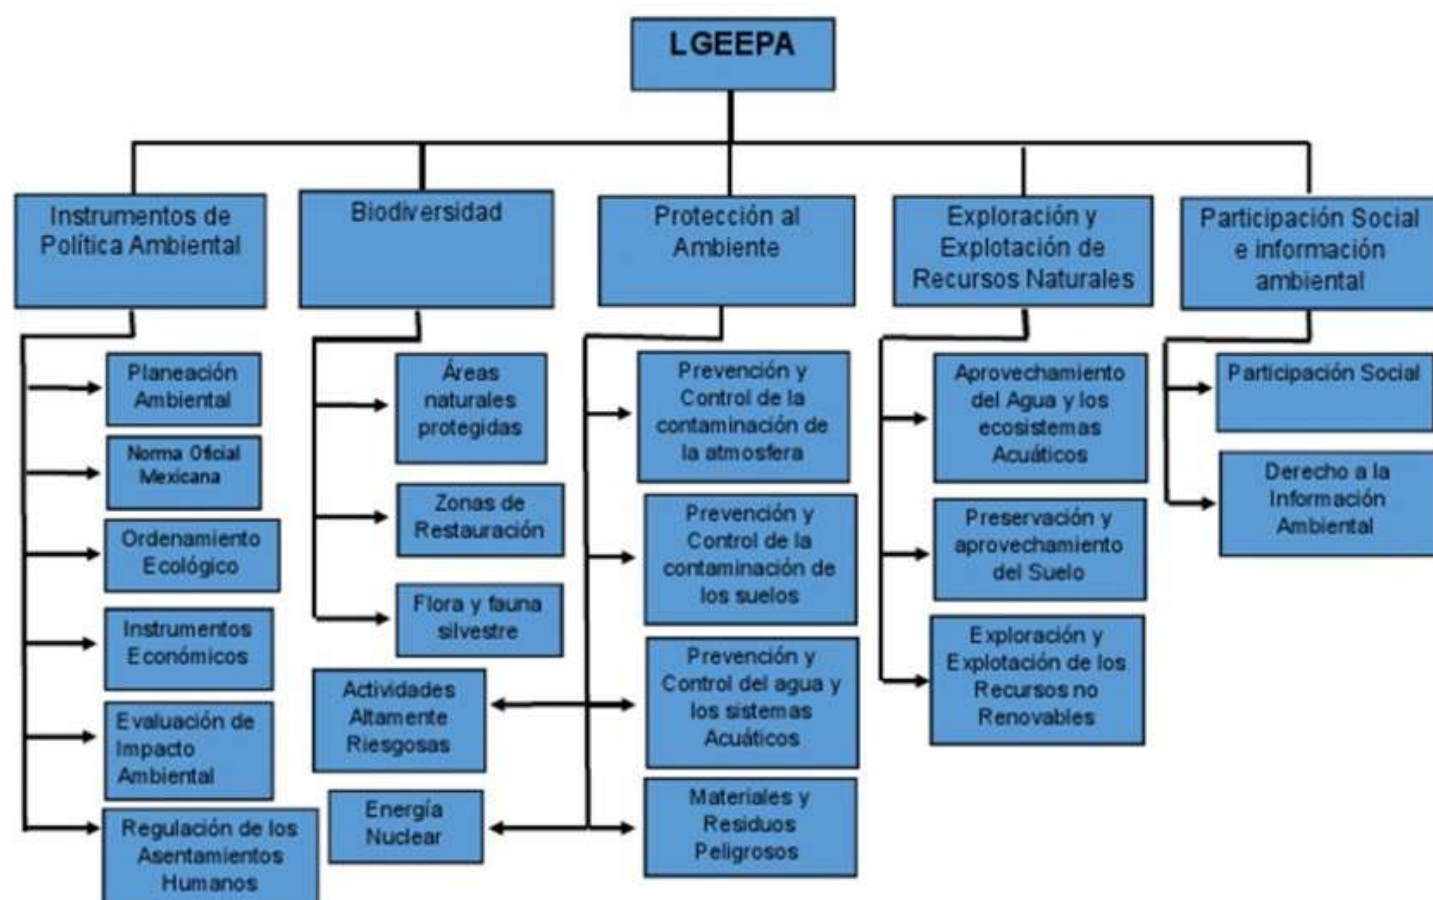 LGEEPA
Instrumentos de
Política Ambiental
Planeación
Ambiental
Norma Oficial
Mexicana
Ordenamiento
Ecológico
Instrumentos
Económicos
Evaluación de
Impacto
Ambiental
Regulación de los
Asentamientos
Humanos
Biodiversidad
Áreas
naturales
protegidas
Zonas de
Restauración
Flora y fauna
silvestre
Protección al
Ambiente
Prevención y
Control de la
contaminación de
la atmosfera
Prevención y
Control de la
contaminación de
los suelos
Prevención y
Control del agua y
los sistemas
Acuáticos
Materiales y
Residuos
Peligrosos
Actividades
Altamente
Riesgosas
Energía
Nuclear
Exploración y
Explotación de
Recursos Naturales
Aprovechamiento
del Agua y los
ecosistemas
Acuáticos
Preservación y
aprovechamiento
del Suelo
Exploración y
Explotación de los
Recursos no
Renovables
Participación Social
e información
ambiental
Participación Social
Derecho a la
Información
Ambiental